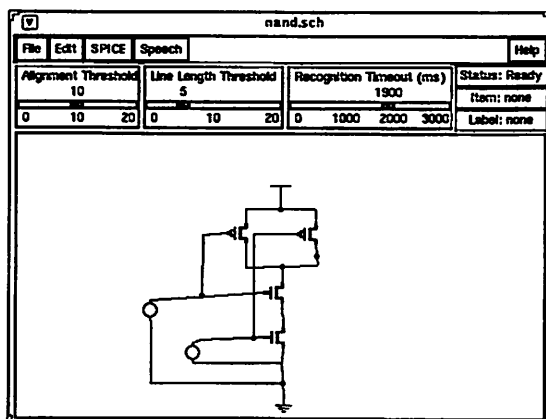 nand.sch
File Edit SPICE Speech Help
Alignment Threshold Line Length Threshold Recognition Timeout (ms) Status: Ready
10 5 1900 Item: none
0 10 20 0 10 20 0 1000 2000 3000 Label: none